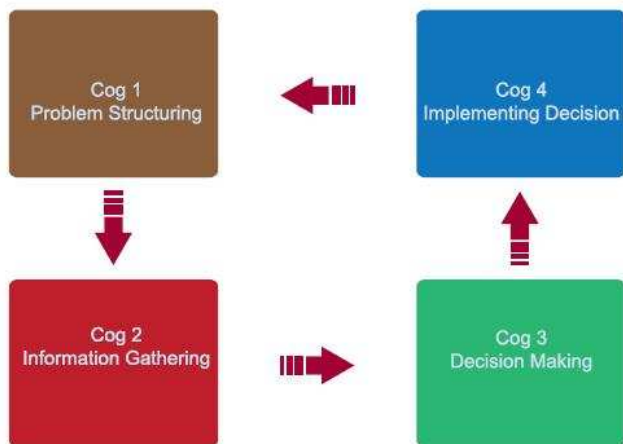 Cog 1
Problem Structuring
Cog 4
Implementing Decision
Cog 2
Information Gathering
Cog 3
Decision Making